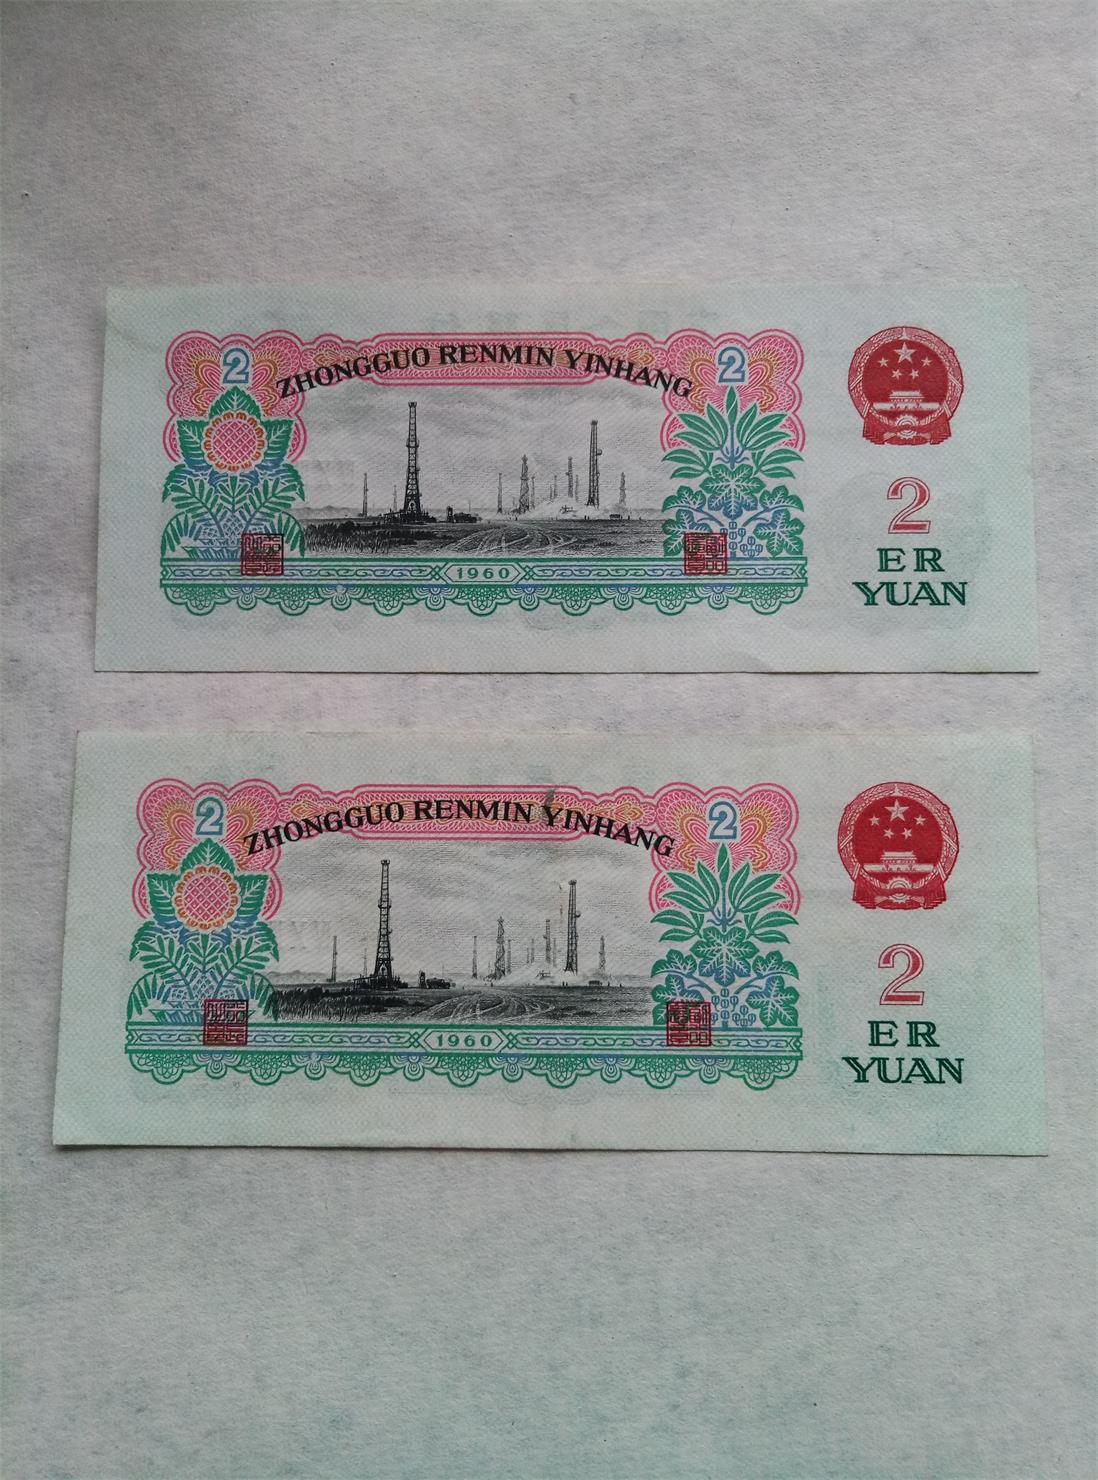 2 ZHONGGUO RENMIN YINHANG 2
2
ER
YUAN
1960
2 ZHONGGUO RENMIN YINHANG 2
2
ER
YUAN
1960